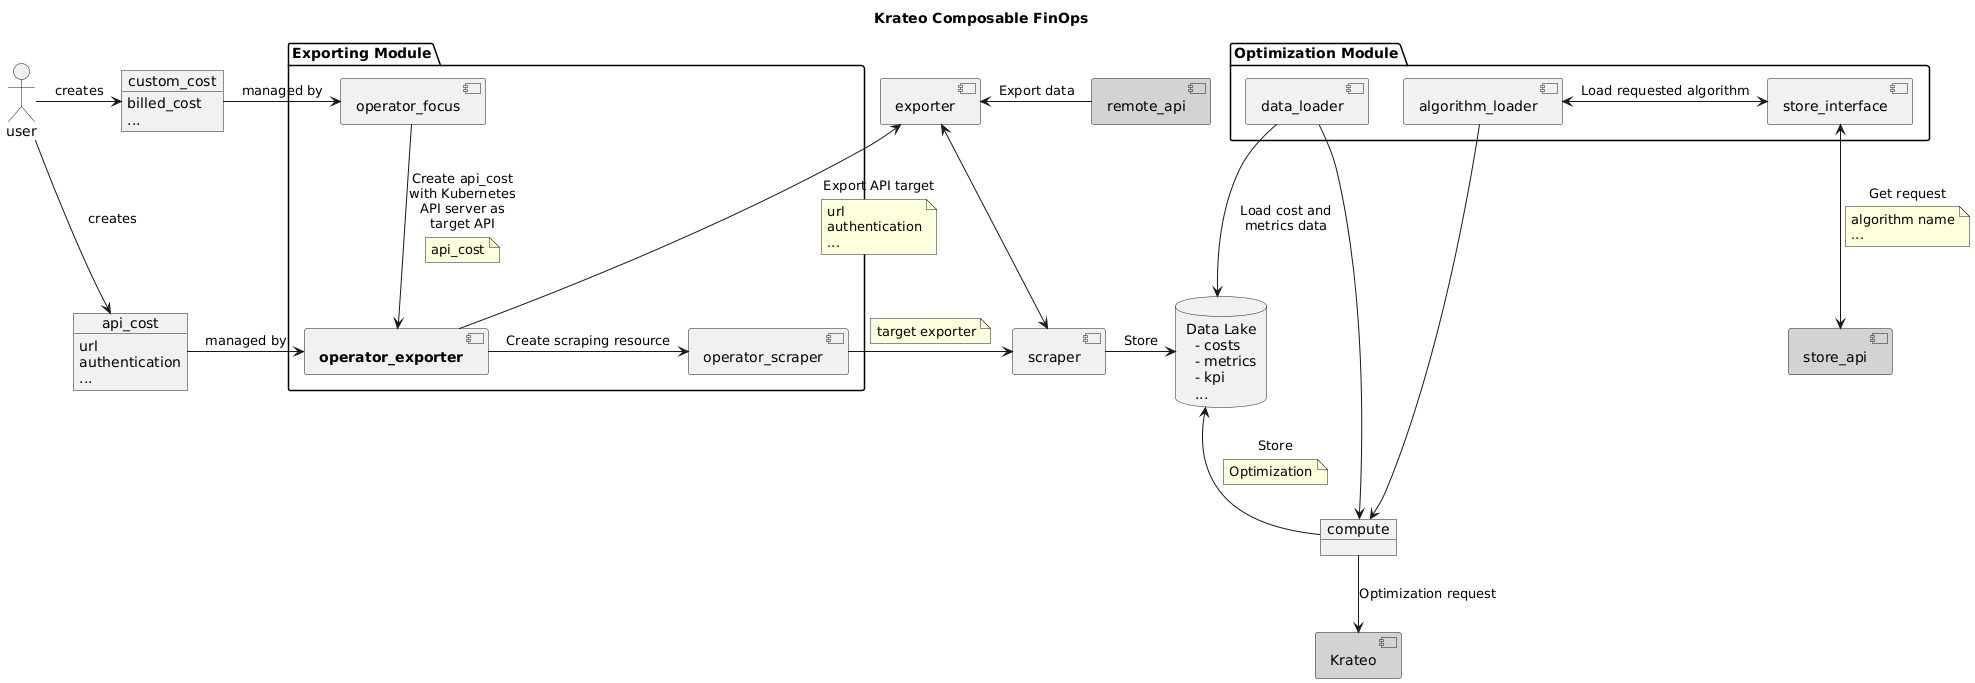 Krateo Composable FinOps
Exporting Module
Optimization Module
user
creates
custom_cost
billed_cost
...
managed by
operator_focus
exporter
Export data
remote_api
data_loader
algorithm_loader
Load requested algorithm
store_interface
creates
Create api_cost
with Kubernetes
API server as
target API
api_cost
Export API target
url
authentication
...
Load cost and
metrics data
Get request
algorithm name
...
api_cost
url
authentication
...
managed by
operator_exporter
Create scraping resource
operator_scraper
target exporter
scraper
Store
Data Lake
- costs
- metrics
- kpi
...
store_api
Store
Optimization
compute
Optimization request
Krateo